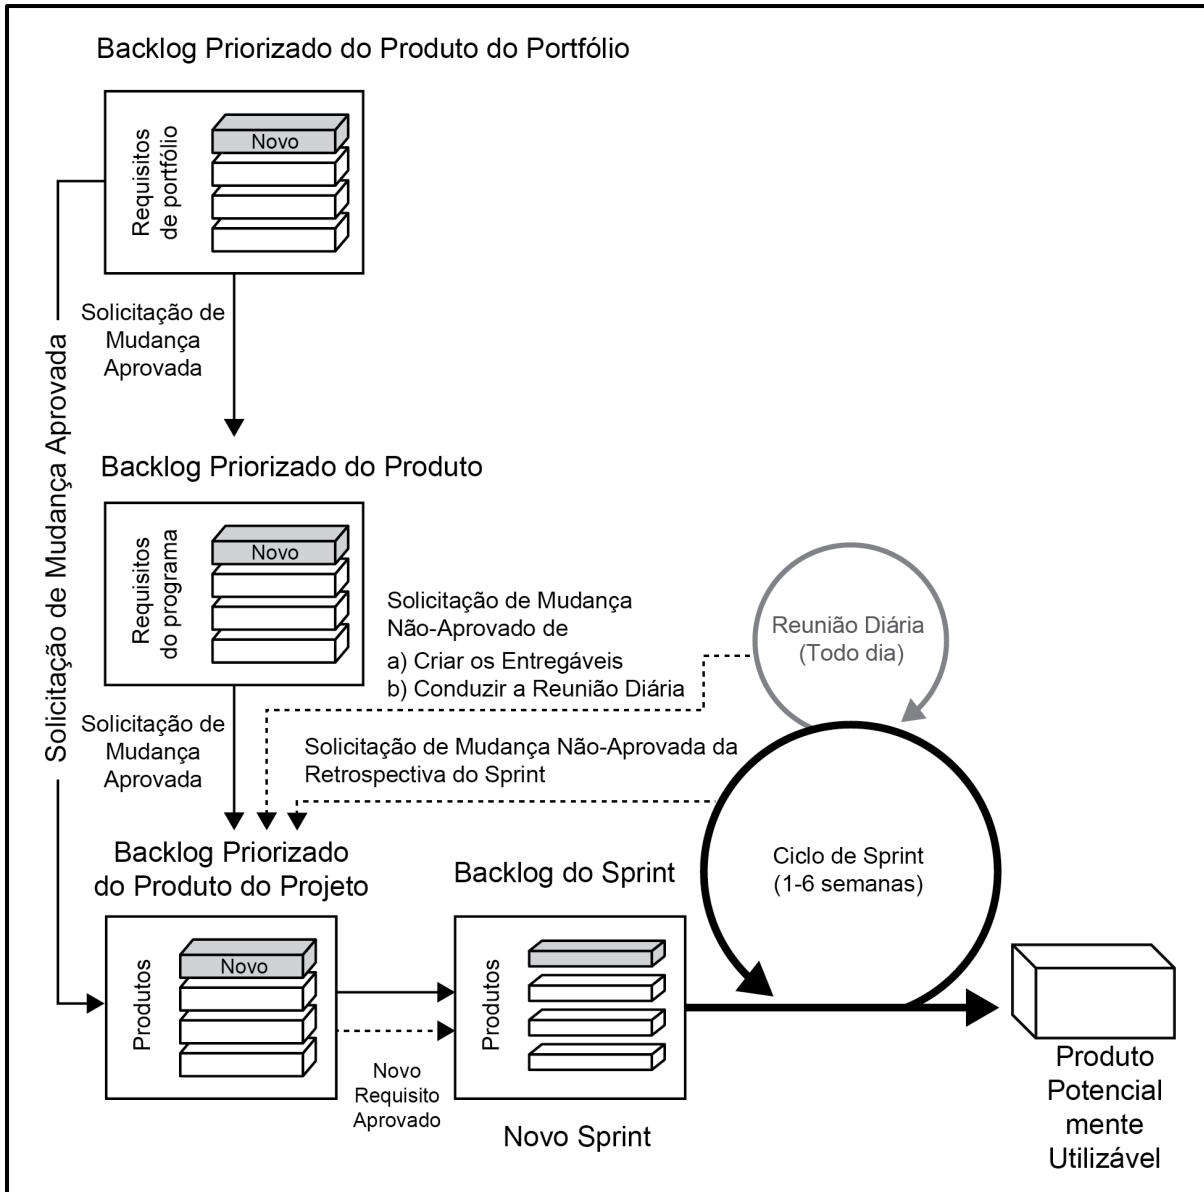 Backlog Priorizado do Produto do Portfólio
Requisitos
de portfólio
Novo
Solicitação de
Mudança
Aprovada
Solicitação de Mudança Aprovada
Backlog Priorizado do Produto
Requisitos
do programa
Novo
Solicitação de Mudança
Não-Aprovado de
a) Criar os Entregáveis
b) Conduzir a Reunião Diária
Reunião Diária
(Todo dia)
Solicitação de
Mudança
Aprovada
Solicitação de Mudança Não-Aprovada da
Retrospectiva do Sprint
Ciclo de Sprint
(1-6 semanas)
Backlog Priorizado
do Produto do Projeto
Backlog do Sprint
Produtos
Novo
Produtos
Novo
Requisito
Aprovado
Novo Sprint
Produto
Potencial
mente
Utilizável